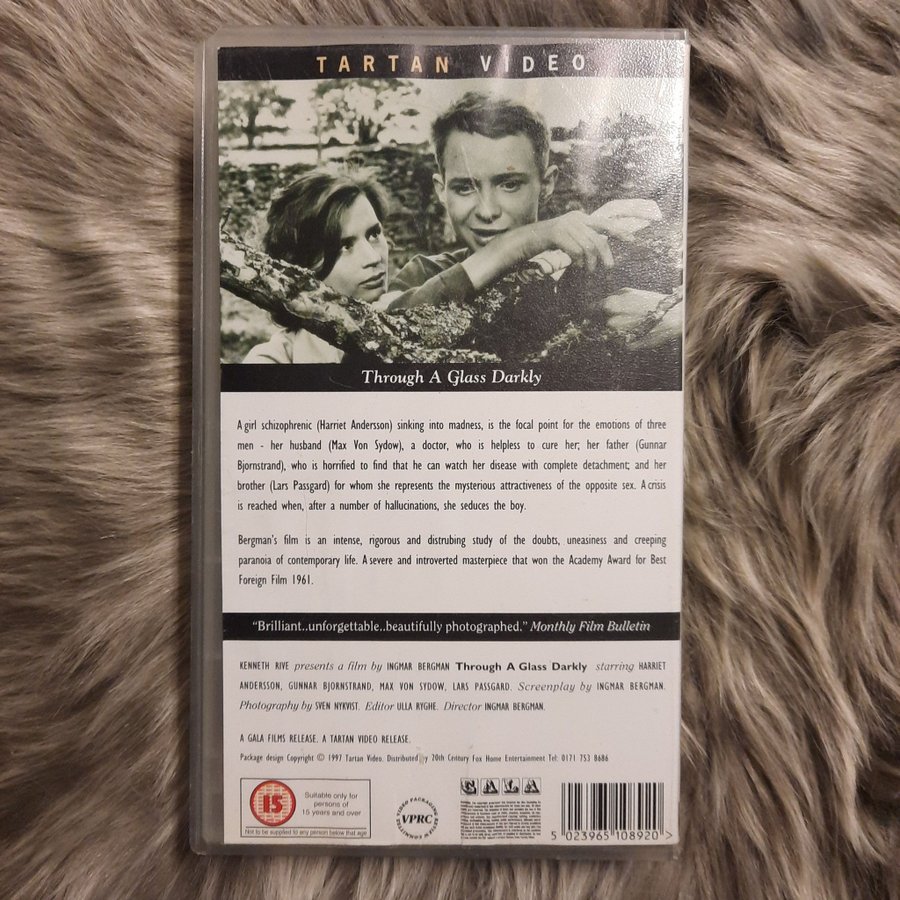 TARTAN VIDEO
Through A Glass Darkly
A girl schizophrenic (Harriet Andersson) sinking into madness, is the focal point for the emotions of three
men - her husband (Max Von Sydow), a doctor, who is helpless to cure her; her father (Gunnar
Bjornstrand), who is horrified to find that he can watch her disease with complete detachment; and her
brother (Lars Passgard) for whom she represents the mysterious attractiveness of the opposite sex. A crisis
is reached when, after a number of hallucinations, she seduces the boy.
Bergman's film is an intense, rigorous and distrubing study of the doubts, uneasiness and creeping
paranoia of contemporary life. A severe and introverted masterpiece that won the Academy Award for Best
Foreign Film 1961.
"Brilliant..unforgettable..beautifully photographed." Monthly Film Bulletin
KENNETH RIVE presents a film by INGMAR BERGMAN Through A Glass Darkly starring HARRIET
ANDERSSON, GUNNAR BJORNSTRAND, MAX VON SYDOW, LARS PASSGARD. Screenplay by INGMAR BERGMAN.
Photography by SVEN NYKVIST. Editor ULLA RYGHE. Director INGMAR BERGMAN.
A GALA FILMS RELEASE. A TARTAN VIDEO RELEASE.
Package design Copyright © 1997 Tartan Video. Distributed by 20th Century Fox Home Entertainment Tel: 0171 753 8686
15
Suitable only for
persons of
15 years and over
Not to be supplied to any person below that age
VIDEO PACKAGING REVIEW COMMITTEE
VPRC
GALA
5 023965 108920 >